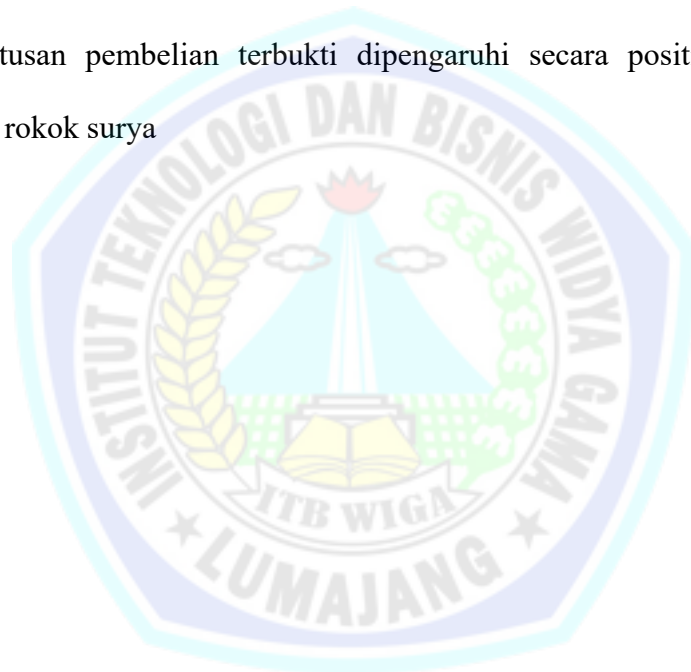 tusan pembelian terbukti dipengaruhi secara posit
rokok surya
INSTITUT TEKNOLOGI DAN BISNIS WIDYA GAMA
ITB WIGA
LUMAJANG